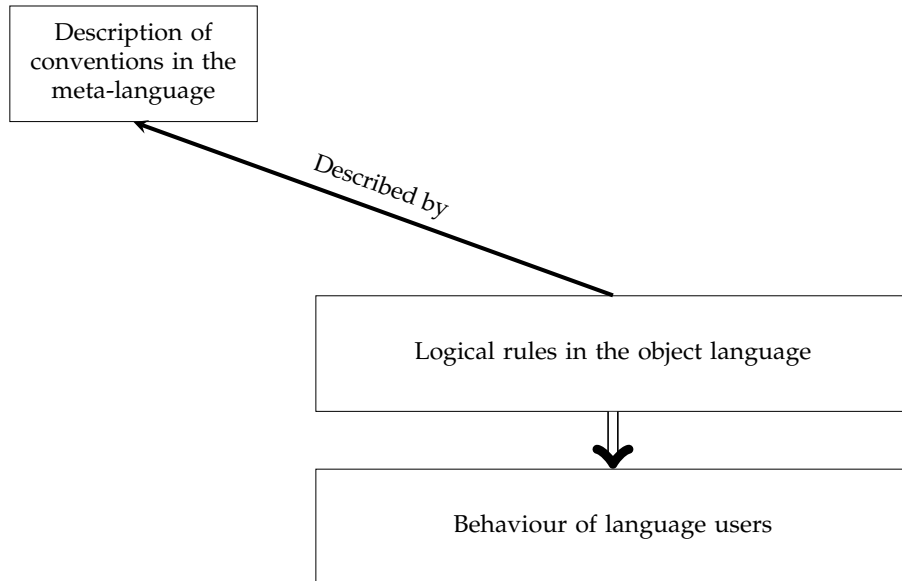 Description of
conventions in the
meta-language
Described by
Logical rules in the object language
Behaviour of language users